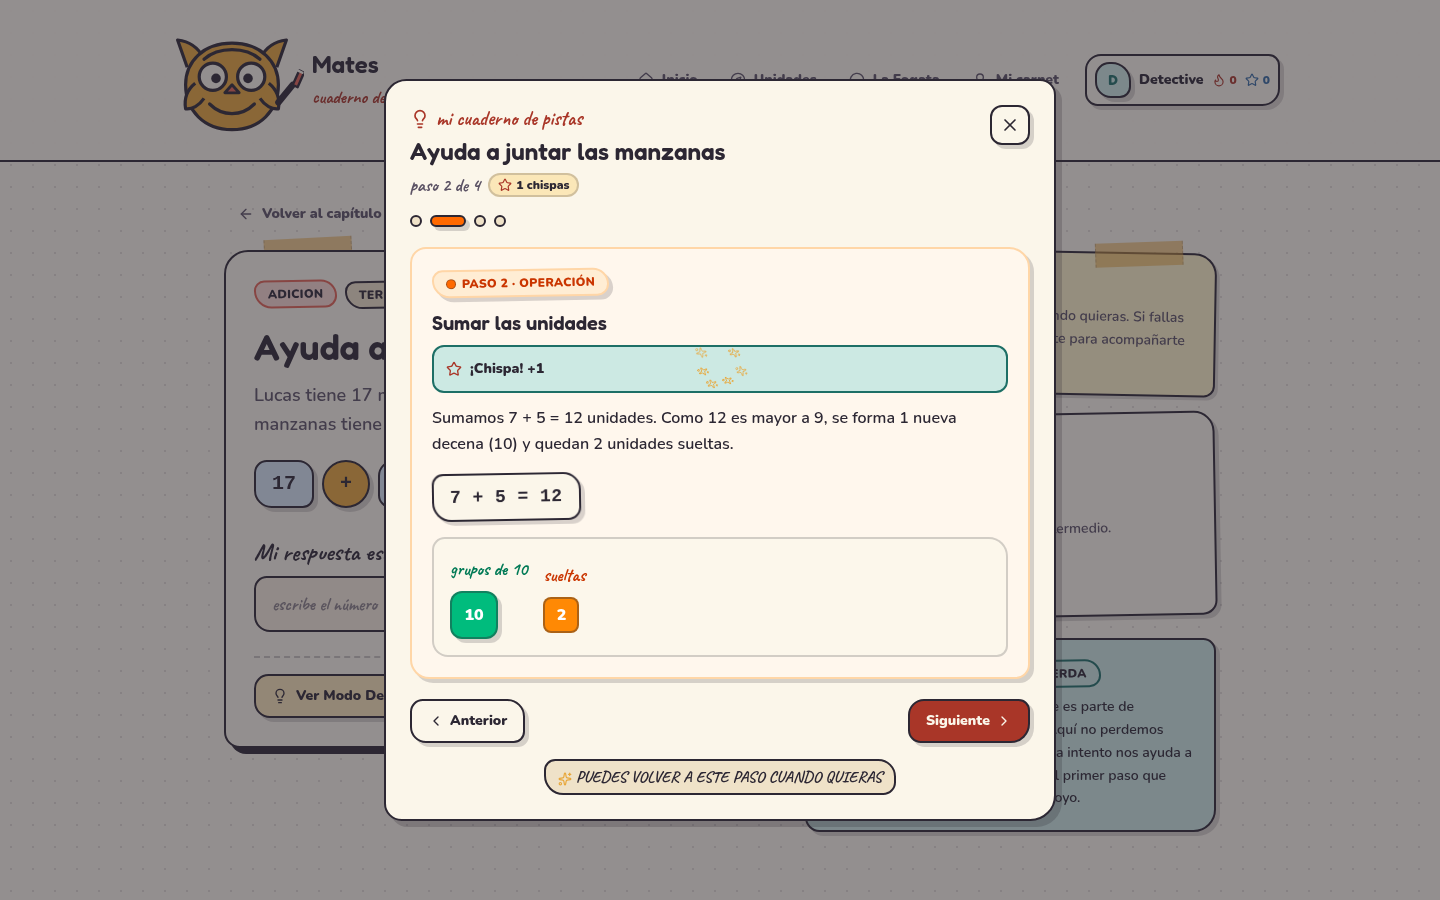 Mates
cuaderno de
Inicio
Unidades
La Fogata
Mi carnet
D Detective 0 0
mi cuaderno de pistas
Ayuda a juntar las manzanas
paso 2 de 4 1 chispas
PASO 2 · OPERACIÓN
Sumar las unidades
¡Chispa! +1
Sumamos 7 + 5 = 12 unidades. Como 12 es mayor a 9, se forma 1 nueva
decena (10) y quedan 2 unidades sueltas.
7 + 5 = 12
grupos de 10
sueltas
10
2
Anterior
Siguiente
PUEDES VOLVER A ESTE PASO CUANDO QUIERAS
Volver al capítulo
ADICION
TER
Ayuda a
Lucas tiene 17
manzanas tiene
17 +
Mi respuesta es
escribe el número
Ver Modo De
ndo quieras. Si fallas
te para acompañarte
ermedio.
ERDA
e es parte de
quí no perdemos
a intento nos ayuda a
l primer paso que
oyo.